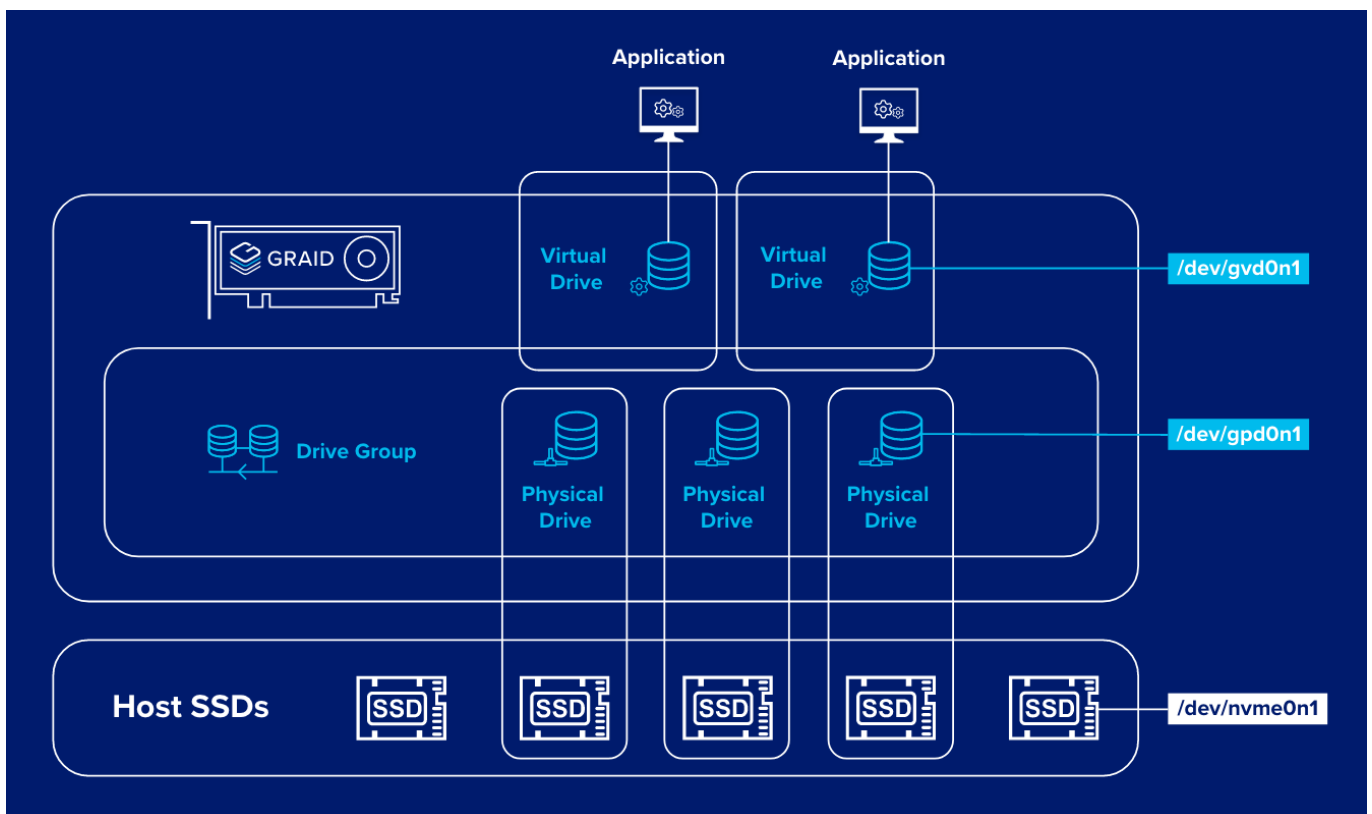 Application
Application
GRAID
Virtual
Drive
Virtual
Drive
/dev/gvd0n1
Drive Group
Physical
Drive
Physical
Drive
Physical
Drive
/dev/gpd0n1
Host SSDs
SSD
SSD
SSD
SSD
SSD
/dev/nvme0n1